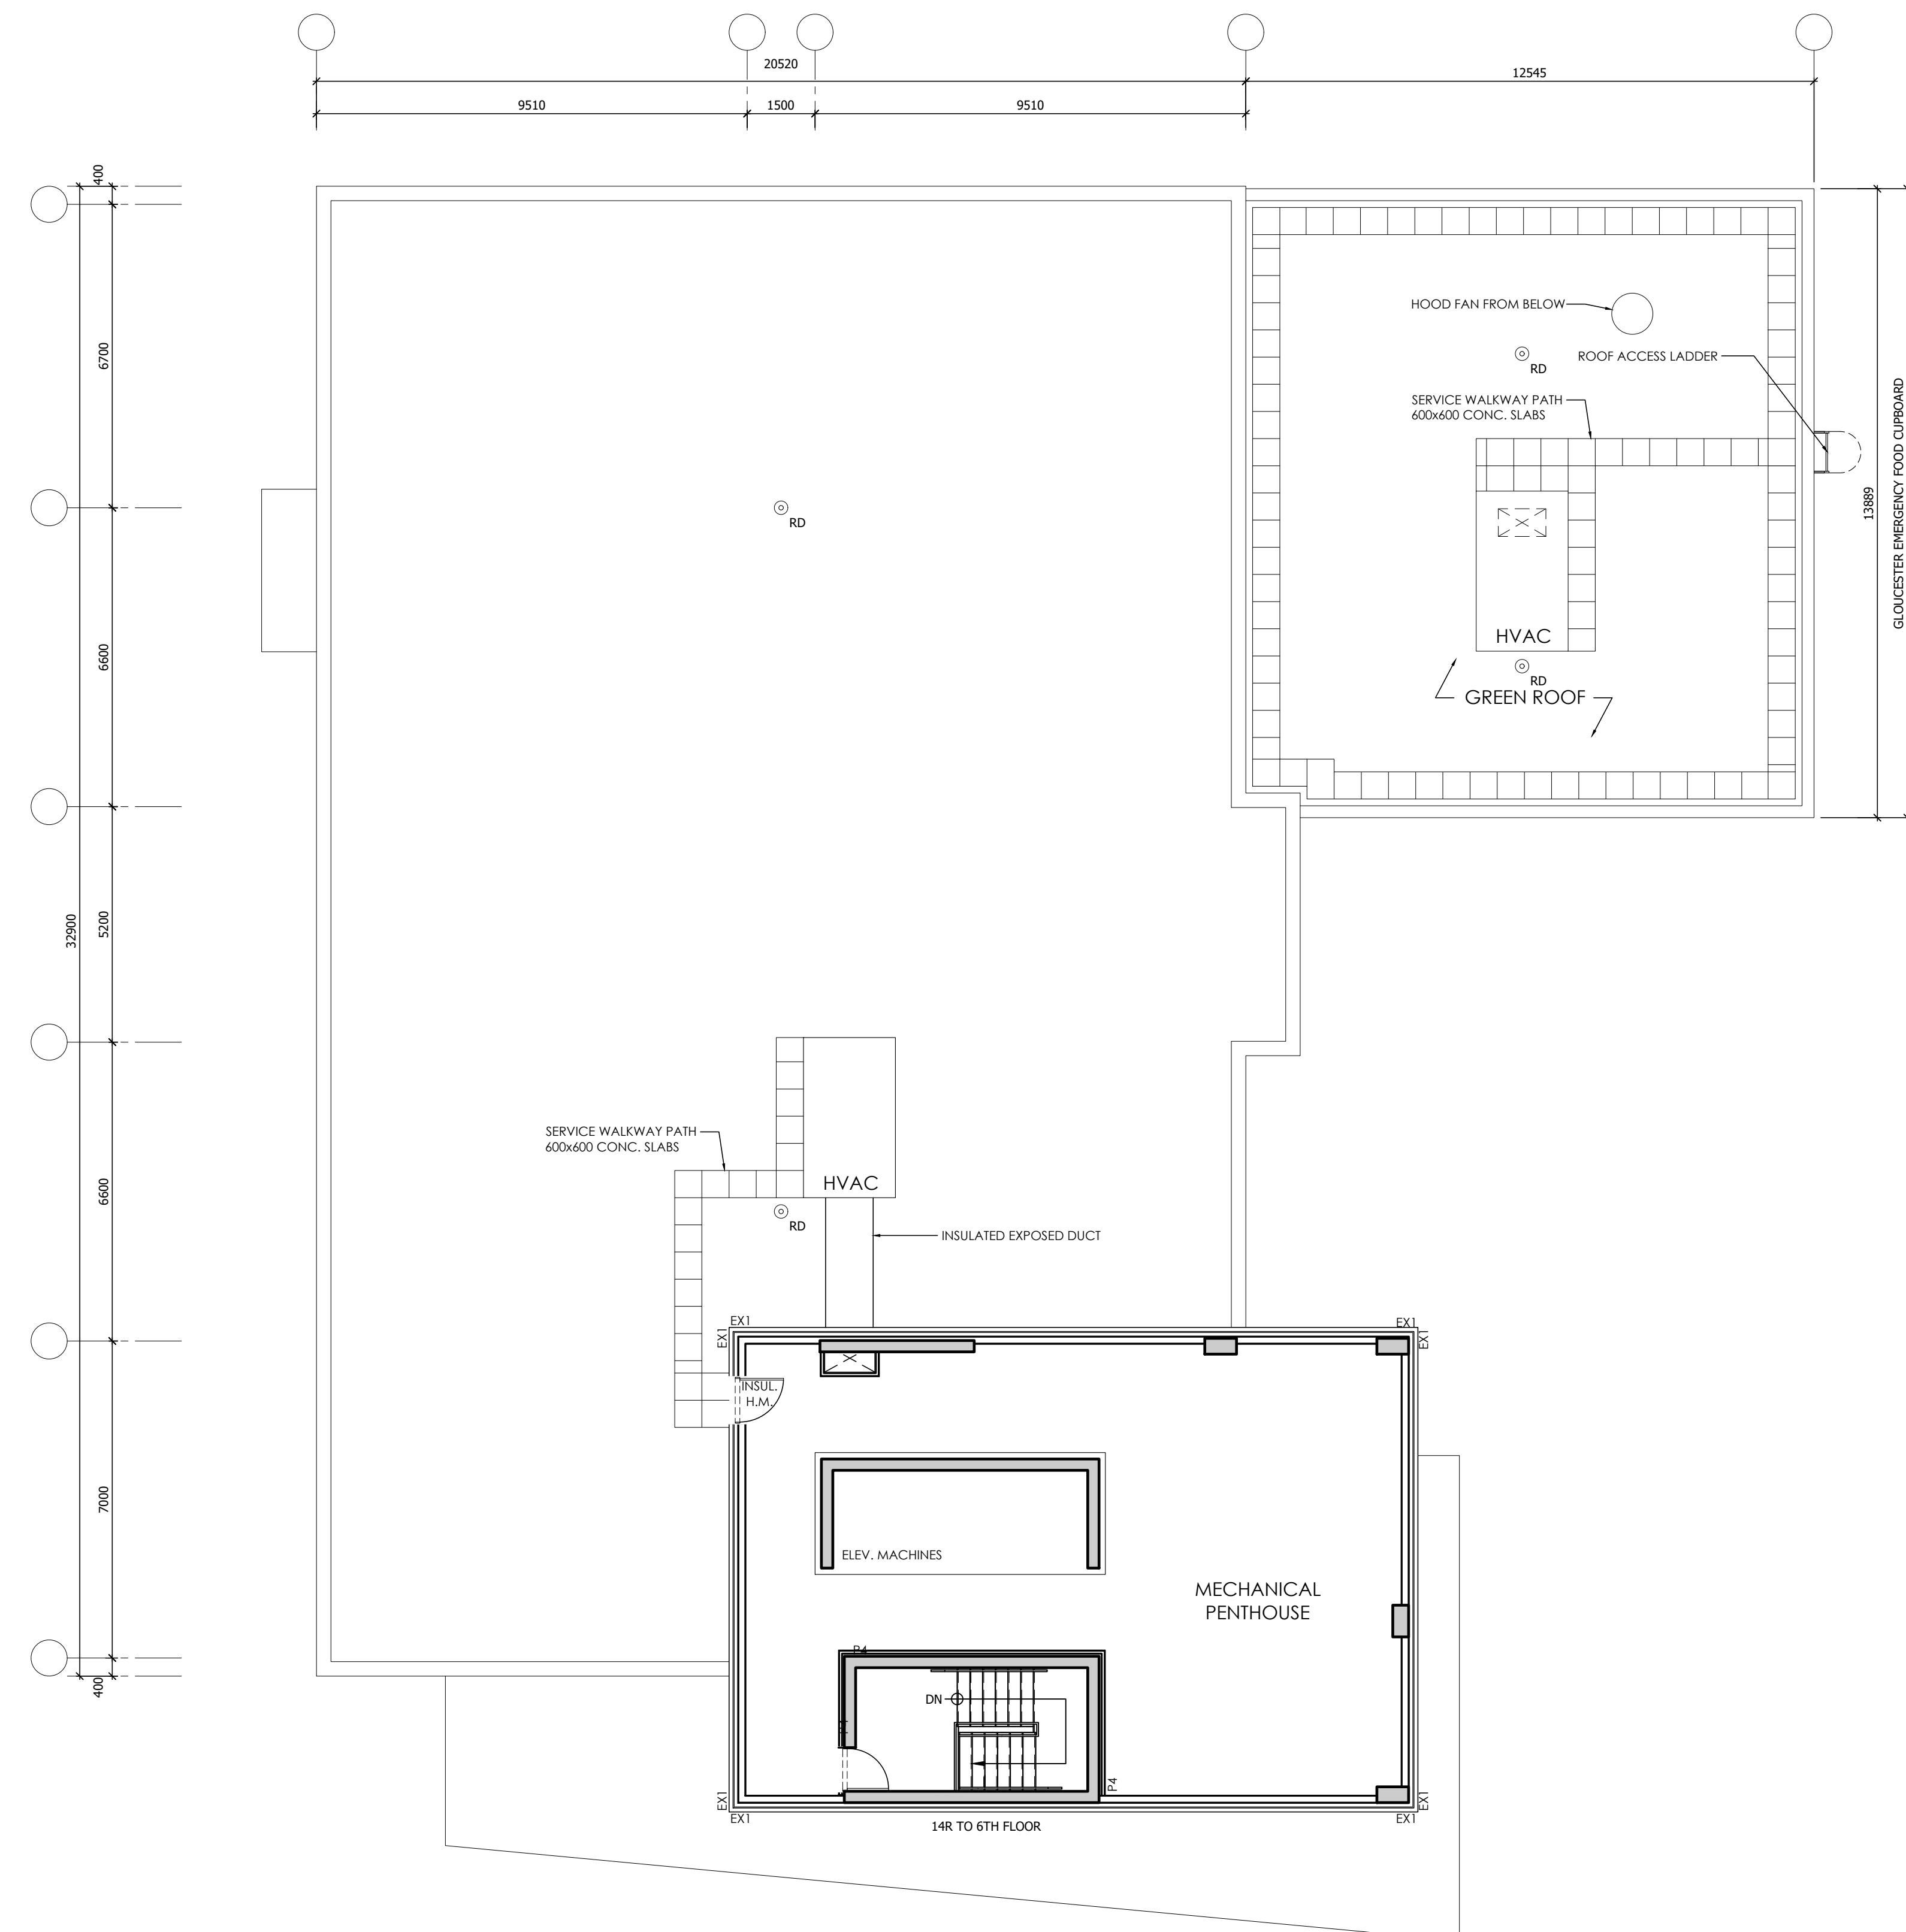 20520
12545
9510
1500
9510
400
6700
HOOD FAN FROM BELOW
RD
ROOF ACCESS LADDER
SERVICE WALKWAY PATH
600x600 CONC. SLABS
13889
GLOUCESTER EMERGENCY FOOD CUPBOARD
RD
6600
HVAC
RD
GREEN ROOF
32900
5200
SERVICE WALKWAY PATH
600x600 CONC. SLABS
HVAC
6600
RD
INSULATED EXPOSED DUCT
EX1
EX1
EX1
EX1
INSUL.
H.M.
7000
ELEV. MACHINES
MECHANICAL
PENTHOUSE
P4
400
DN
P4
EX1
EX1
EX1
EX1
14R TO 6TH FLOOR